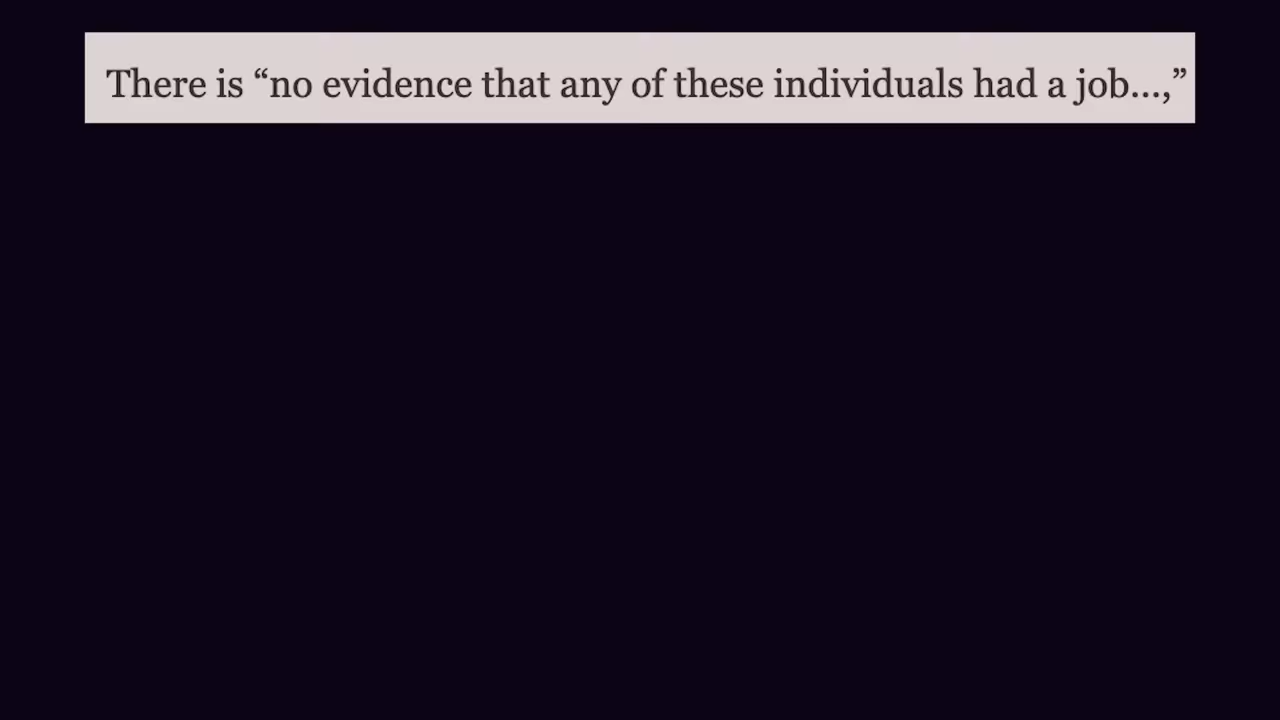 There is “no evidence that any of these individuals had a job...,”